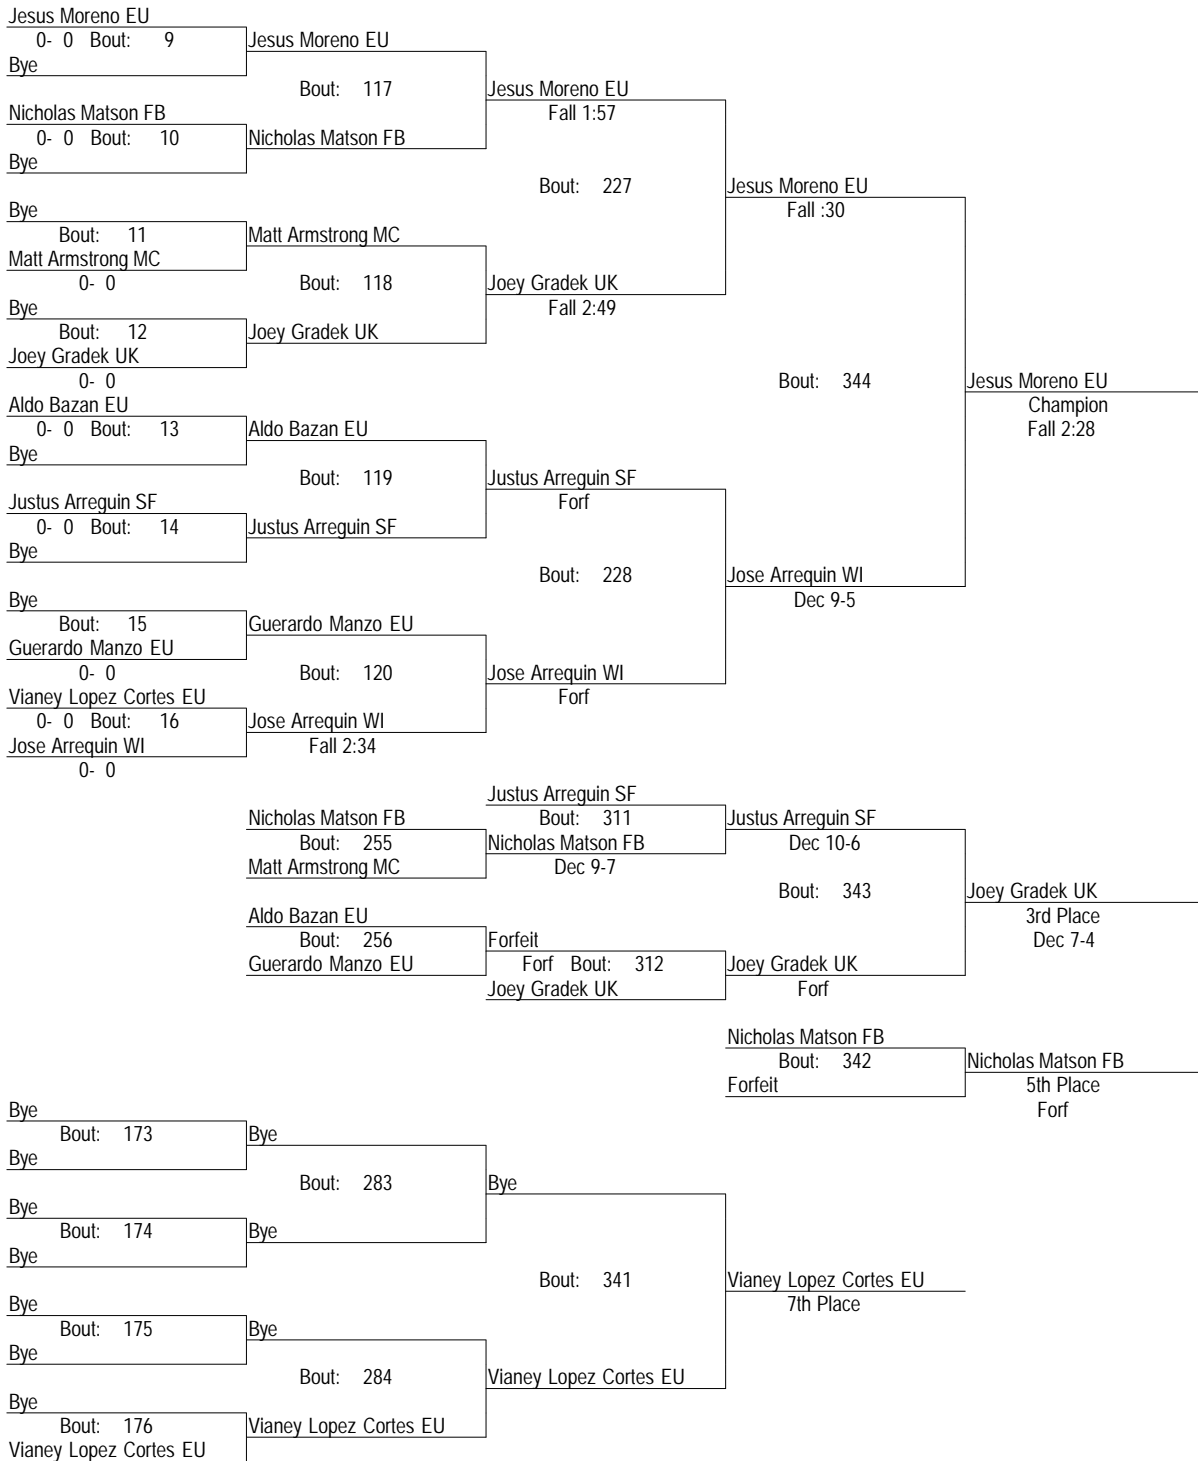 Jesus Moreno EU
0- 0 Bout: 9
Jesus Moreno EU
Bye
Bout: 117
Jesus Moreno EU
Nicholas Matson FB
Fall 1:57
0- 0 Bout: 10
Nicholas Matson FB
Bye
Bout: 227
Jesus Moreno EU
Bye
Fall :30
Bout: 11
Matt Armstrong MC
Matt Armstrong MC
0- 0
Bout: 118
Joey Gradek UK
Bye
Fall 2:49
Bout: 12
Joey Gradek UK
Joey Gradek UK
0- 0
Bout: 344
Jesus Moreno EU
Aldo Bazan EU
Champion
0- 0 Bout: 13
Aldo Bazan EU
Fall 2:28
Bye
Bout: 119
Justus Arreguin SF
Justus Arreguin SF
Forf
0- 0 Bout: 14
Justus Arreguin SF
Bye
Bout: 228
Jose Arrequin WI
Bye
Dec 9-5
Bout: 15
Guerardo Manzo EU
Guerardo Manzo EU
0- 0
Bout: 120
Jose Arrequin WI
Vianey Lopez Cortes EU
Forf
0- 0 Bout: 16
Jose Arrequin WI
Jose Arrequin WI
Fall 2:34
0- 0
Justus Arreguin SF
Nicholas Matson FB
Bout: 311
Justus Arreguin SF
Bout: 255
Nicholas Matson FB
Dec 10-6
Matt Armstrong MC
Dec 9-7
Bout: 343
Joey Gradek UK
Aldo Bazan EU
3rd Place
Bout: 256
Forfeit
Dec 7-4
Guerardo Manzo EU
Forf Bout: 312
Joey Gradek UK
Joey Gradek UK
Forf
Nicholas Matson FB
Bout: 342
Nicholas Matson FB
Forfeit
5th Place
Forf
Bye
Bout: 173
Bye
Bye
Bout: 283
Bye
Bye
Bout: 174
Bye
Bye
Bout: 341
Vianey Lopez Cortes EU
Bye
7th Place
Bout: 175
Bye
Bye
Bout: 284
Vianey Lopez Cortes EU
Bye
Bout: 176
Vianey Lopez Cortes EU
Vianey Lopez Cortes EU